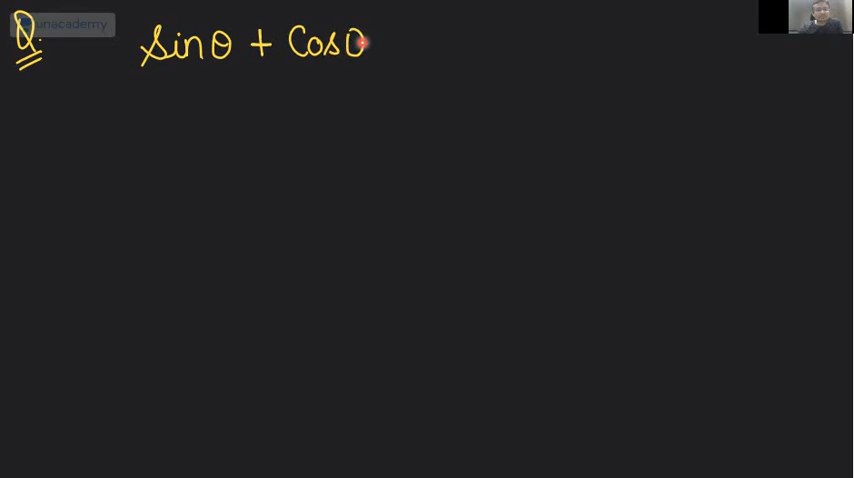 Q. unacademy
sinθ + Cosθ